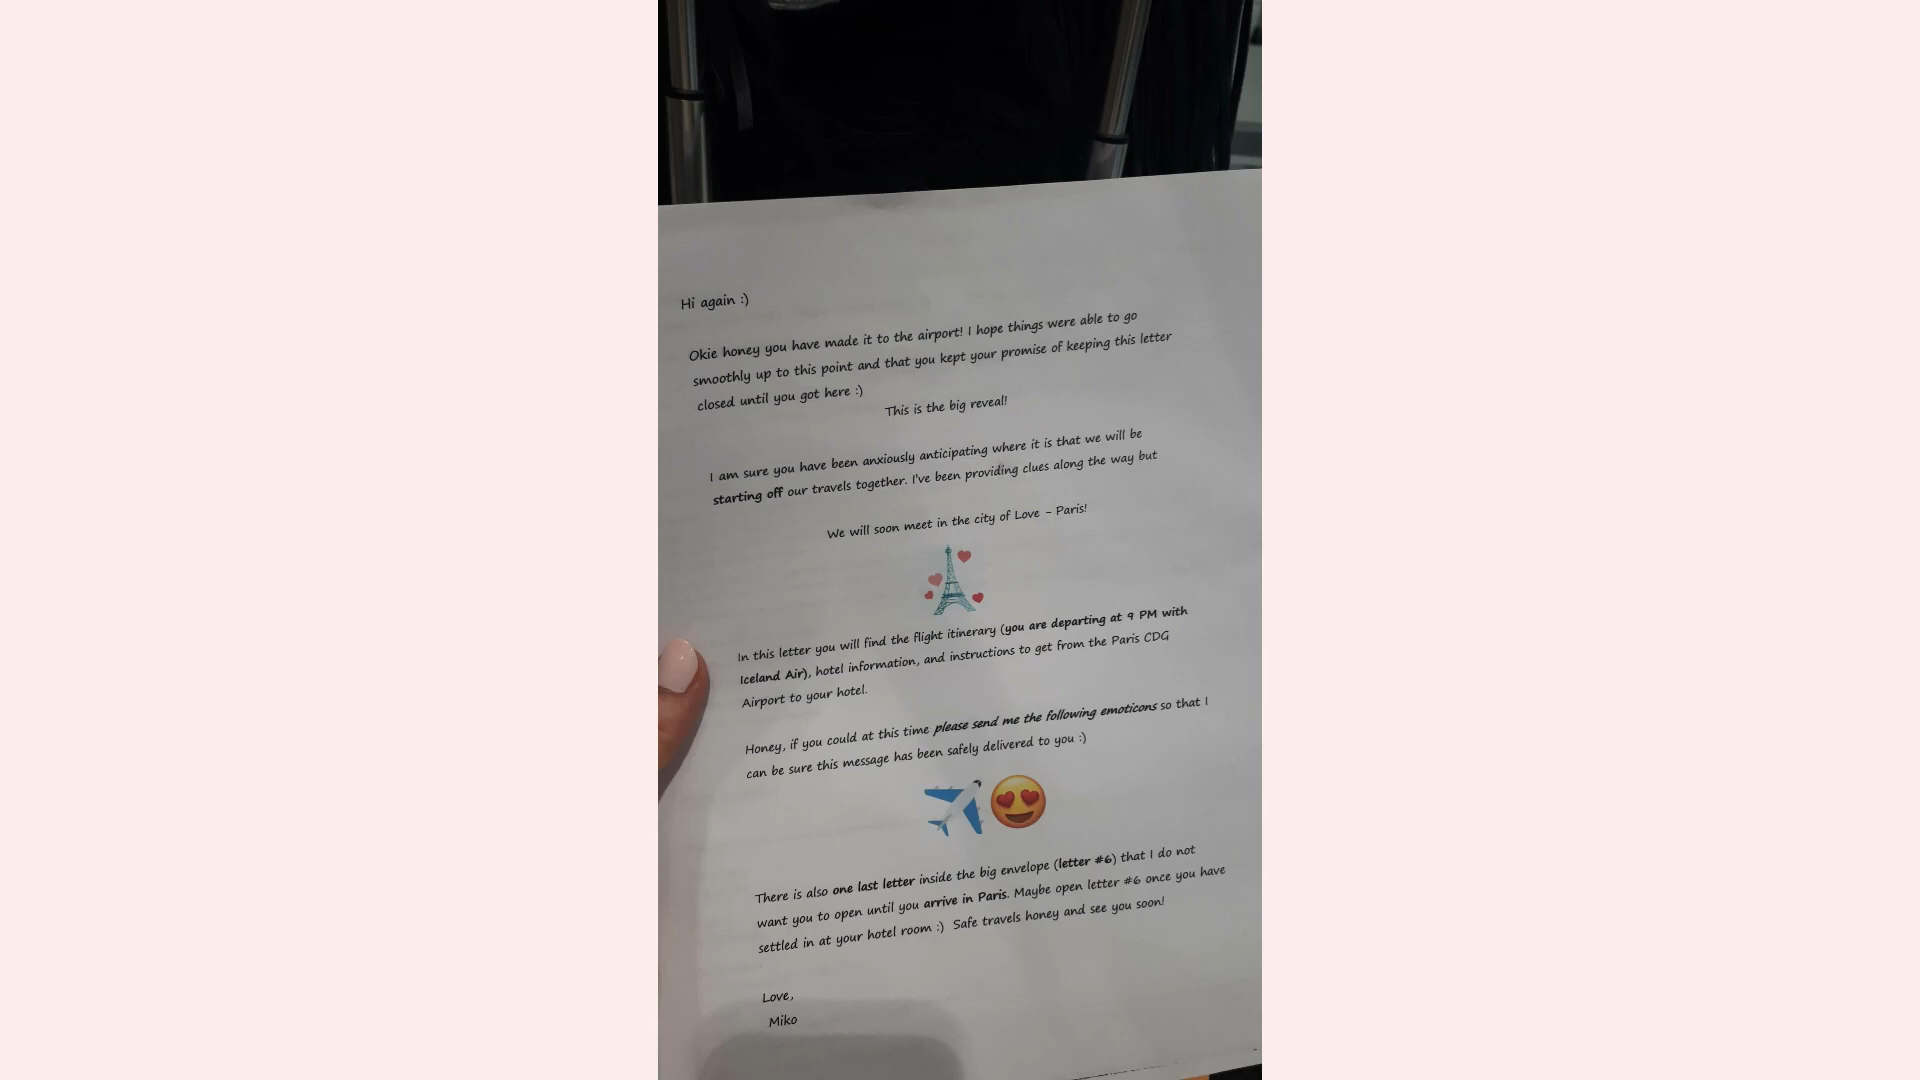 Hi again :)
Okie honey you have made it to the airport! I hope things were able to go
smoothly up to this point and that you kept your promise of keeping this letter
closed until you got here :)
This is the big reveal!
I am sure you have been anxiously anticipating where it is that we will be
starting off our travels together. I've been providing clues along the way but
We will soon meet in the city of Love – Paris!
In this letter you will find the flight itinerary (you are departing at 9 PM with
Iceland Air), hotel information, and instructions to get from the Paris CDG
Airport to your hotel.
Honey, if you could at this time please send me the following emoticons so that I
can be sure this message has been safely delivered to you :)
There is also one last letter inside the big envelope (letter #6) that I do not
want you to open until you arrive in Paris. Maybe open letter #6 once you have
settled in at your hotel room :) Safe travels honey and see you soon!
Love,
Miko